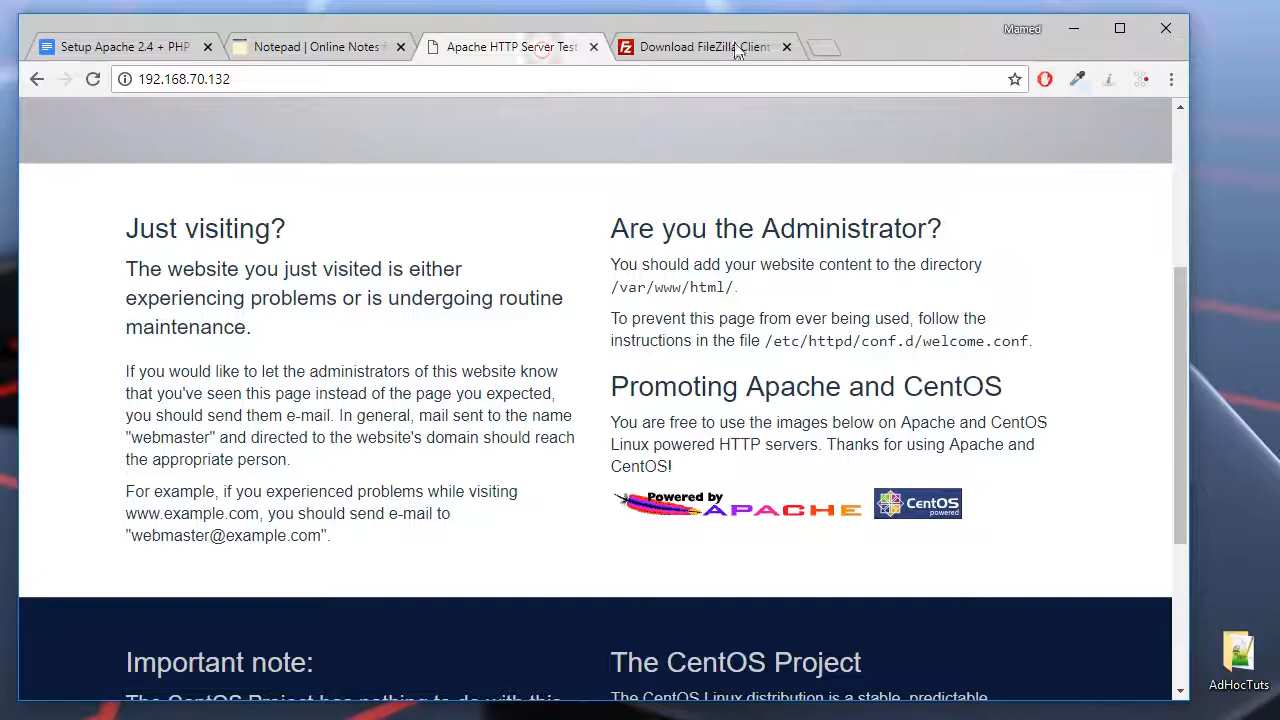 Mamed
Setup Apache 2.4 + PHP
Notepad | Online Notes f
Apache HTTP Server Test
Download FileZilla Client
192.168.70.132
Just visiting?
The website you just visited is either
experiencing problems or is undergoing routine
maintenance.
If you would like to let the administrators of this website know
that you've seen this page instead of the page you expected,
you should send them e-mail. In general, mail sent to the name
"webmaster" and directed to the website's domain should reach
the appropriate person.
For example, if you experienced problems while visiting
www.example.com, you should send e-mail to
"webmaster@example.com".
Are you the Administrator?
You should add your website content to the directory
/var/www/html/.
To prevent this page from ever being used, follow the
instructions in the file /etc/httpd/conf.d/welcome.conf.
Promoting Apache and CentOS
You are free to use the images below on Apache and CentOS
Linux powered HTTP servers. Thanks for using Apache and
CentOS!
Powered by
APACHE
CentOS
powered
Important note:
The CentOS Project has nothing to do with this
The CentOS Project
The CentOS Linux distribution is a stable, predictable
AdHocTuts